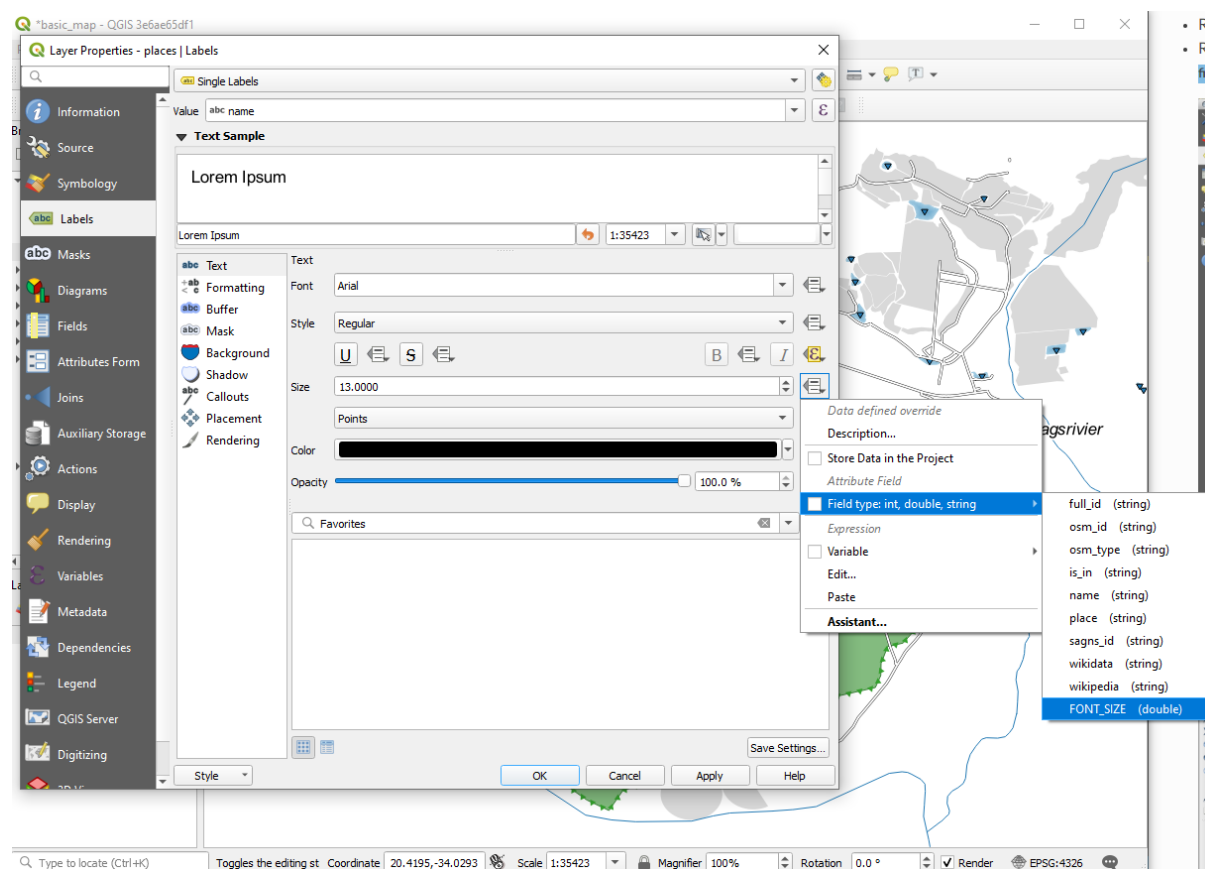 *basic_map - QGIS 3e6ae65df1
Layer Properties - places | Labels
Single Labels
Value abc name
Text Sample
Lorem Ipsum
Lorem Ipsum 1:35423
Information
Source
Symbology
abc Labels
abc Masks
Diagrams
Fields
Attributes Form
Joins
Auxiliary Storage
Actions
Display
Rendering
Variables
Metadata
Dependencies
Legend
QGIS Server
Digitizing
abc Text
Formatting
abc Buffer
abc Mask
Background
Shadow
abc Callouts
Placement
Rendering
Text
Font Arial
Style Regular
U S B I
Size 13.0000
Points
Color
Opacity 100.0 %
Favorites
Save Settings...
Style OK Cancel Apply Help
Data defined override
Description...
Store Data in the Project
Attribute Field
Field type: int, double, string
Expression
Variable
Edit...
Paste
Assistant...
full_id (string)
osm_id (string)
osm_type (string)
is_in (string)
name (string)
place (string)
sagns_id (string)
wikidata (string)
wikipedia (string)
FONT_SIZE (double)
agsrivier
Type to locate (Ctrl+K) Toggles the editing st Coordinate 20.4195,-34.0293 Scale 1:35423 Magnifier 100% Rotation 0.0 ° Render EPSG:4326